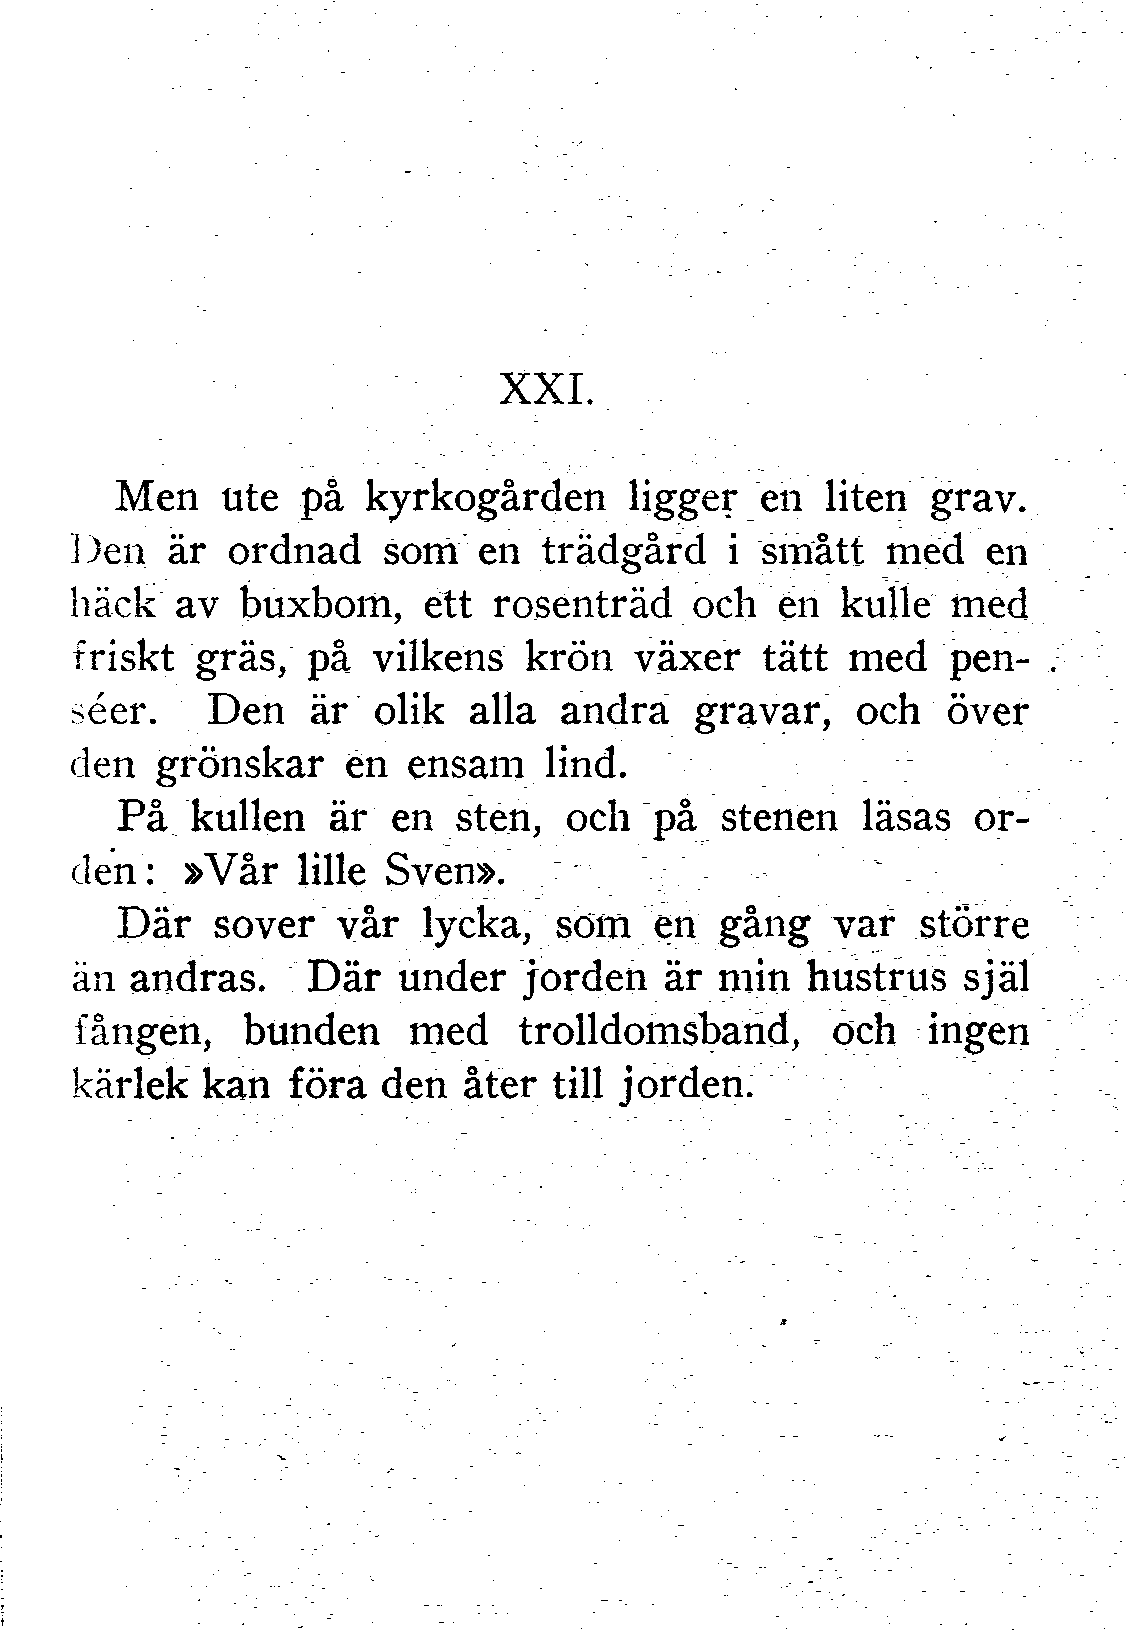 XXI.
Men ute på kyrkogården ligger en liten grav.
Den är ordnad som en trädgård i smått med en
häck av buxbom, ett rosenträd och en kulle med
friskt gräs, på vilkens krön växer tätt med pen-
séer. Den är olik alla andra gravar, och över
den grönskar en ensam lind.
På kullen är en sten, och på stenen läsas or-
den: »Vår lille Sven».
Där sover vår lycka, som en gång var större
än andras. Där under jorden är min hustrus själ
fången, bunden med trolldomsband, och ingen
kärlek kan föra den åter till jorden.